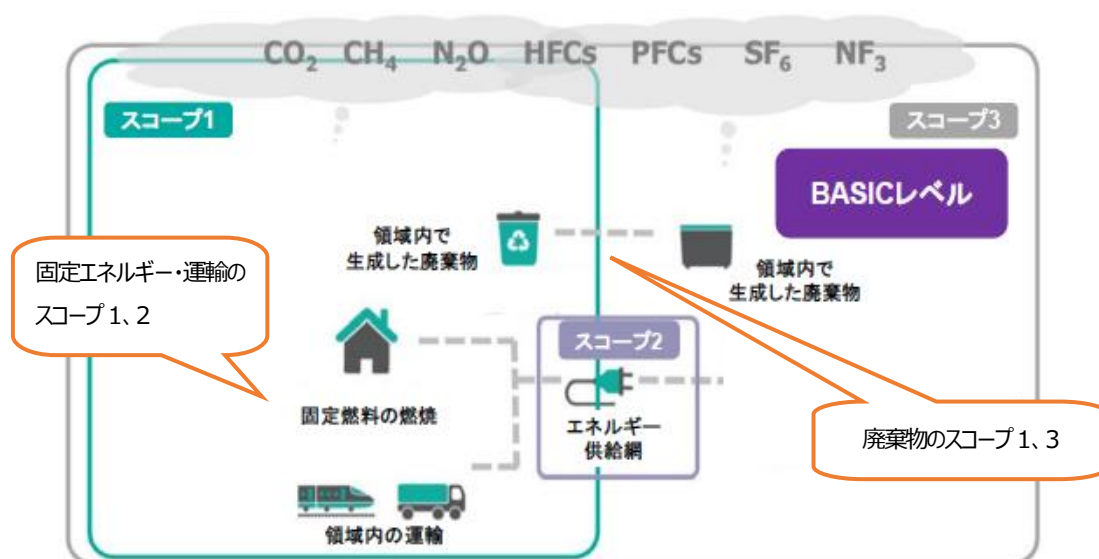 CO₂ CH₄ N₂O HFCs PFCs SF₆ NF₃
スコープ1
スコープ3
BASICレベル
領域内で
生成した廃棄物
領域内で
生成した廃棄物
固定エネルギー・運輸の
スコープ1、2
スコープ2
固定燃料の燃焼
エネルギー
供給網
廃棄物のスコープ1、3
領域内の運輸